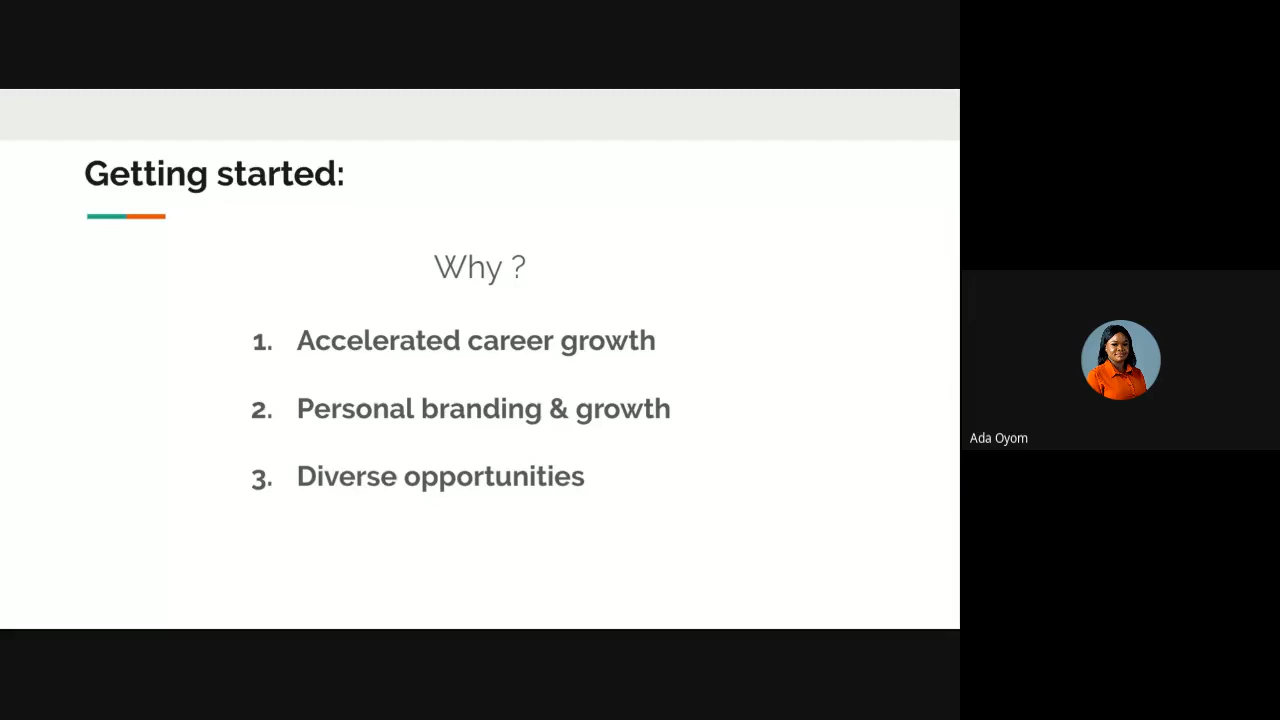 Getting started:
Why ?
1. Accelerated career growth
2. Personal branding & growth
3. Diverse opportunities
Ada Oyom